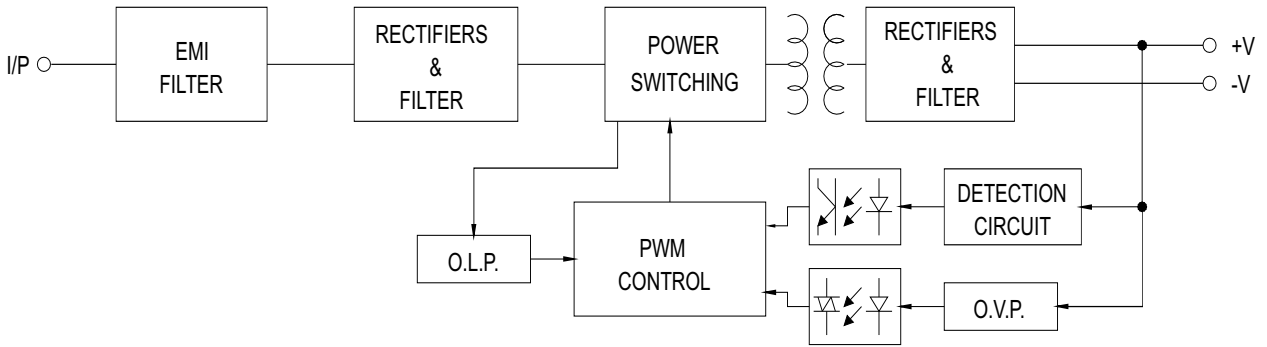 I/P
EMI
FILTER
RECTIFIERS
&
FILTER
POWER
SWITCHING
RECTIFIERS
&
FILTER
+V
-V
O.L.P.
PWM
CONTROL
DETECTION
CIRCUIT
O.V.P.